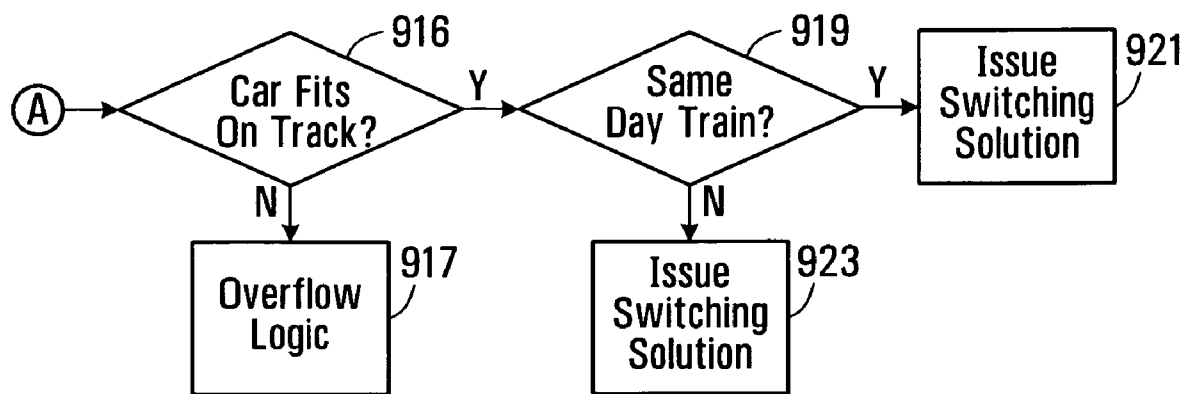 A
916
Car Fits
On Track?
Y
N
917
Overflow
Logic
919
Same
Day Train?
Y
N
923
Issue
Switching
Solution
921
Issue
Switching
Solution